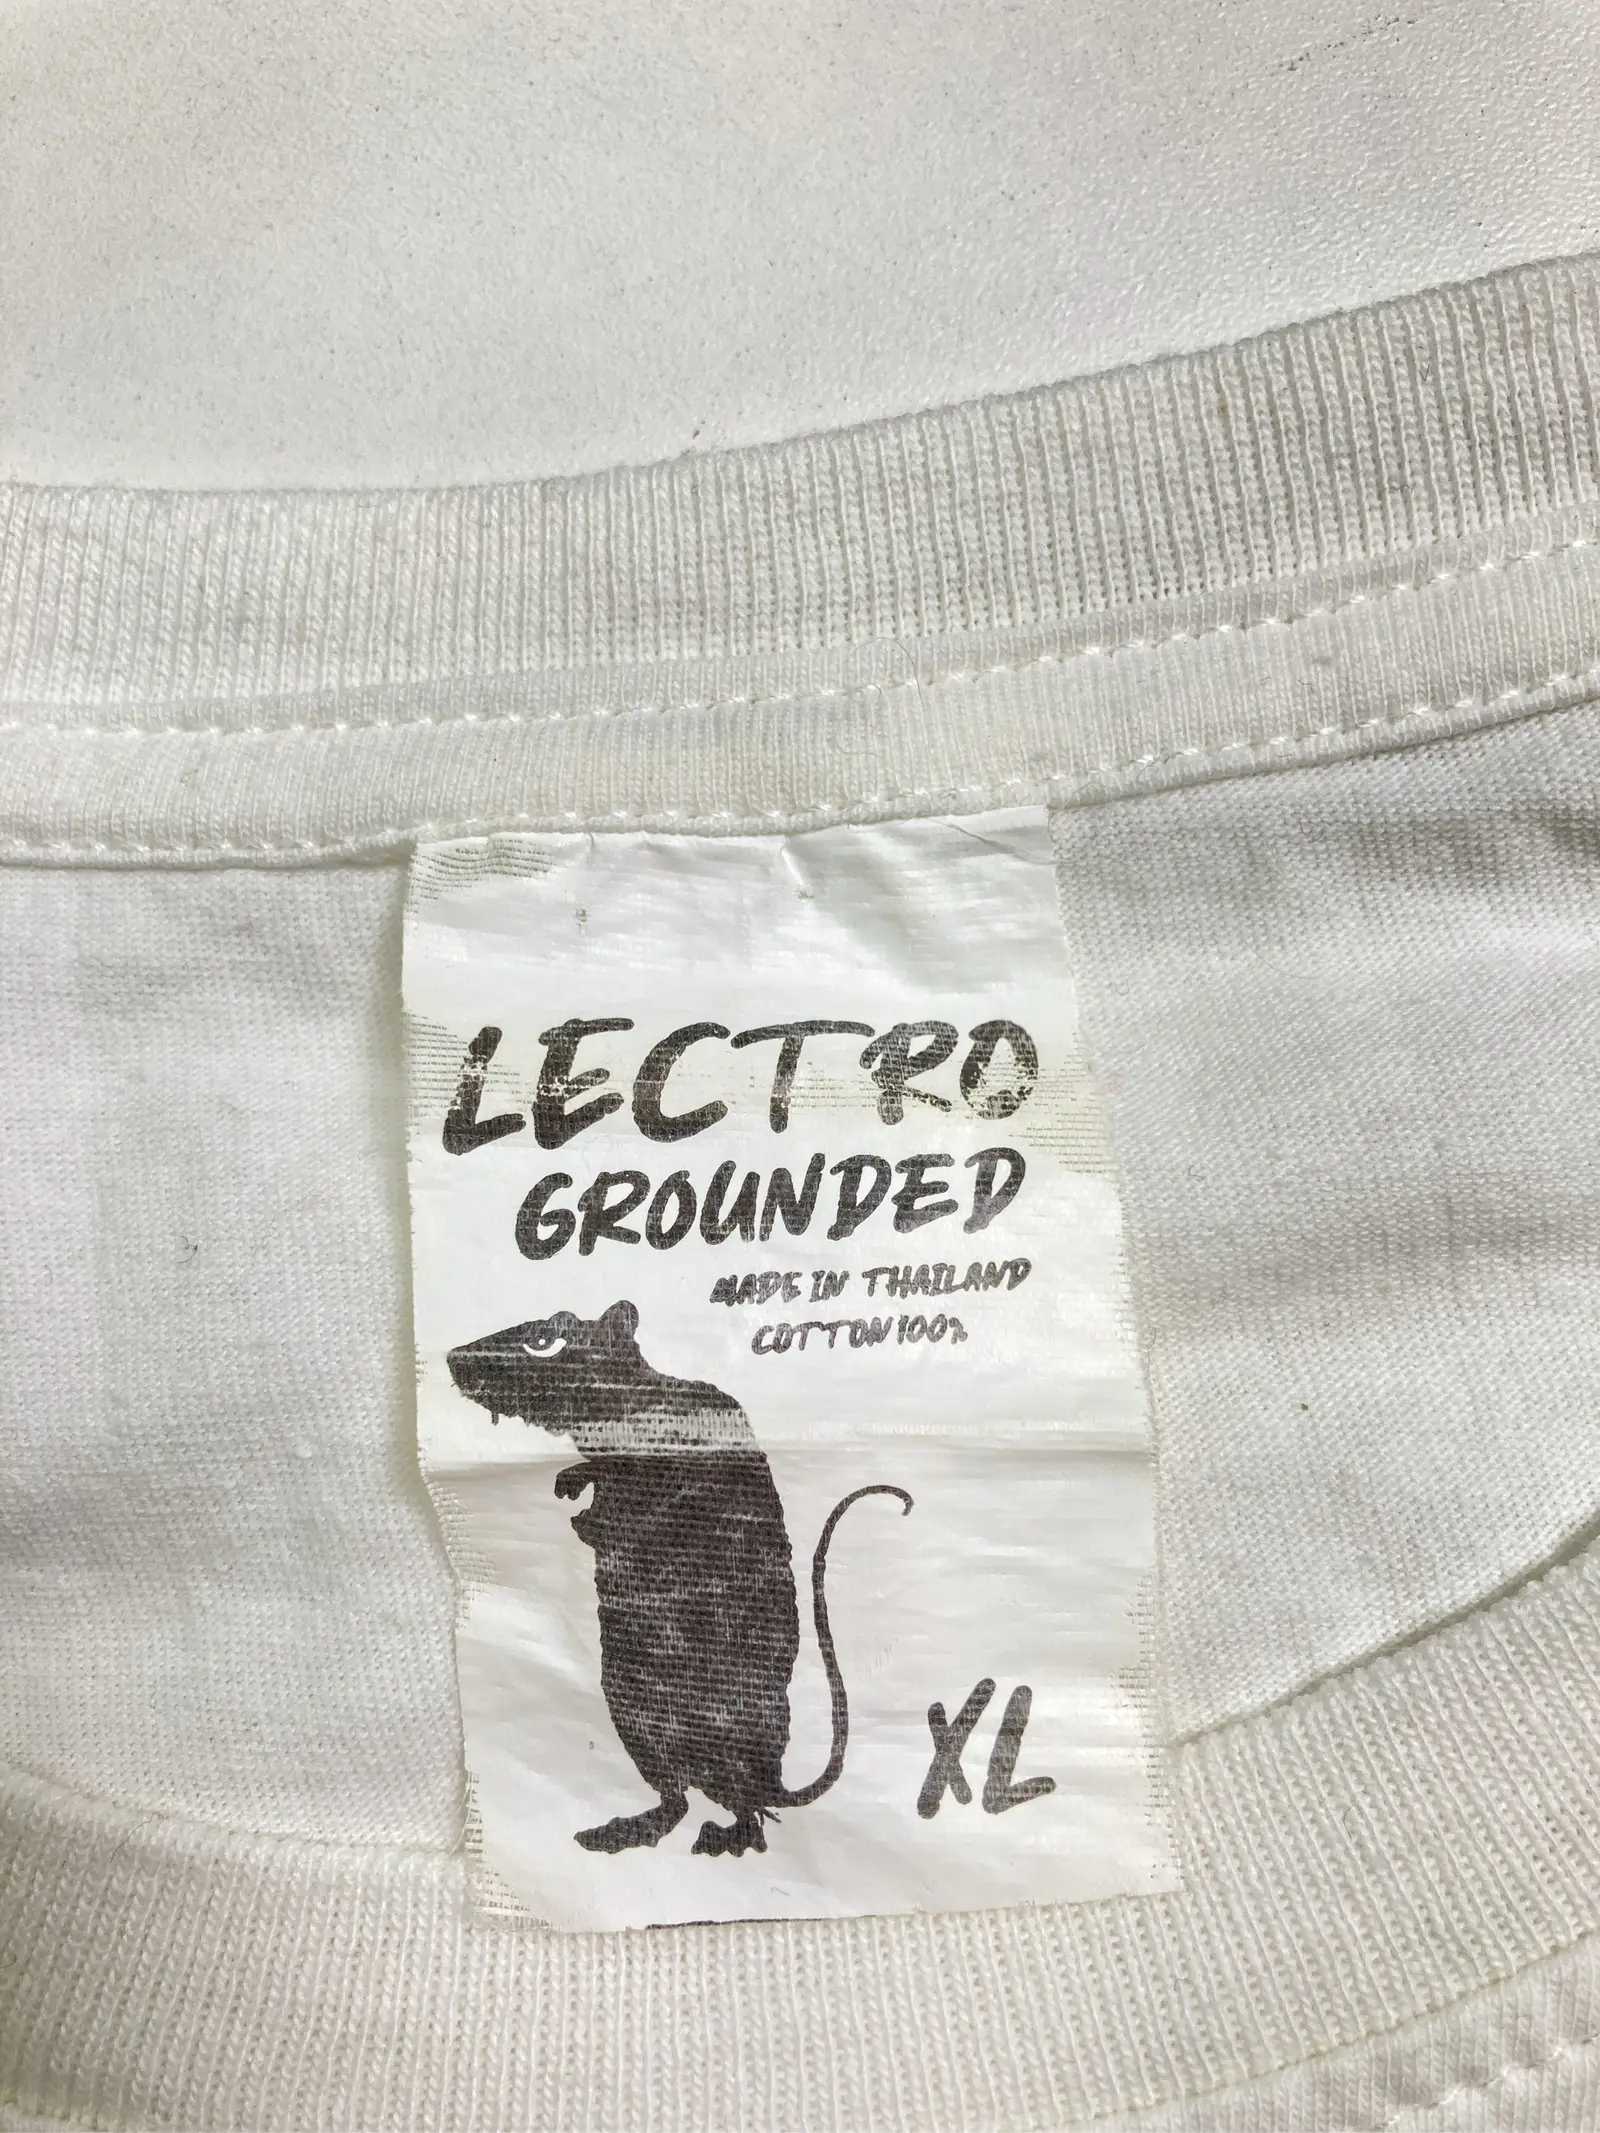 LECTRO
GROUNDED
MADE IN THAILAND
COTTON 100%
XL